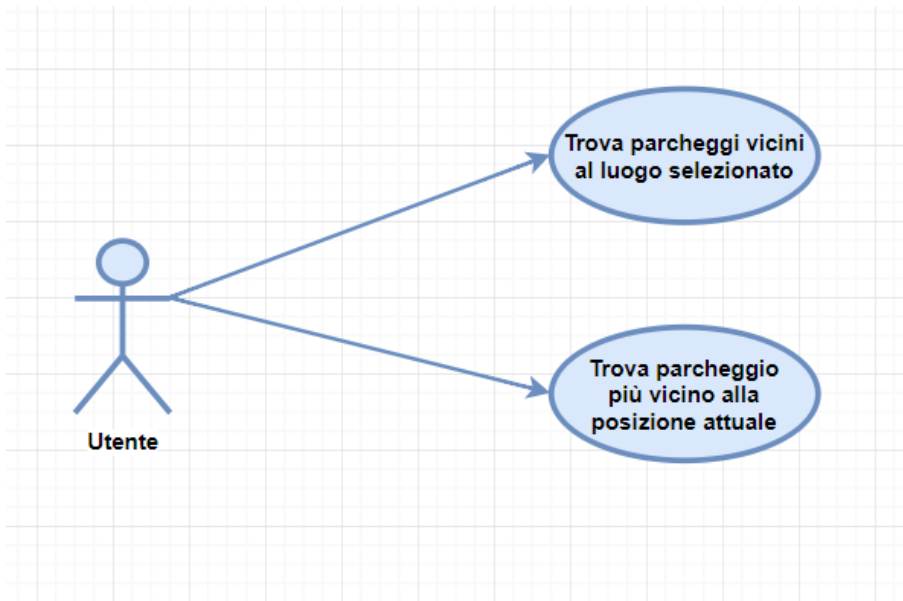 Trova parcheggi vicini
al luogo selezionato
Trova parcheggio
più vicino alla
posizione attuale
Utente